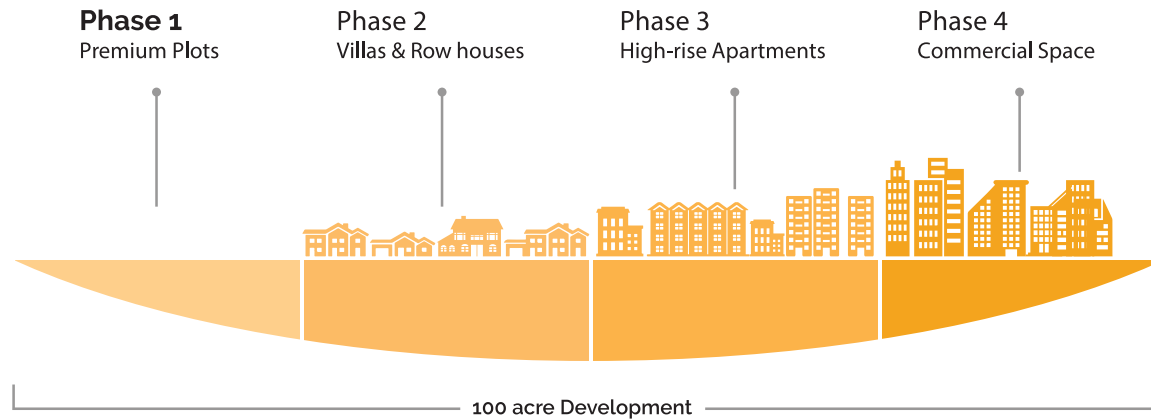 Phase 1
Premium Plots
Phase 2
Villas & Row houses
Phase 3
High-rise Apartments
Phase 4
Commercial Space
100 acre Development